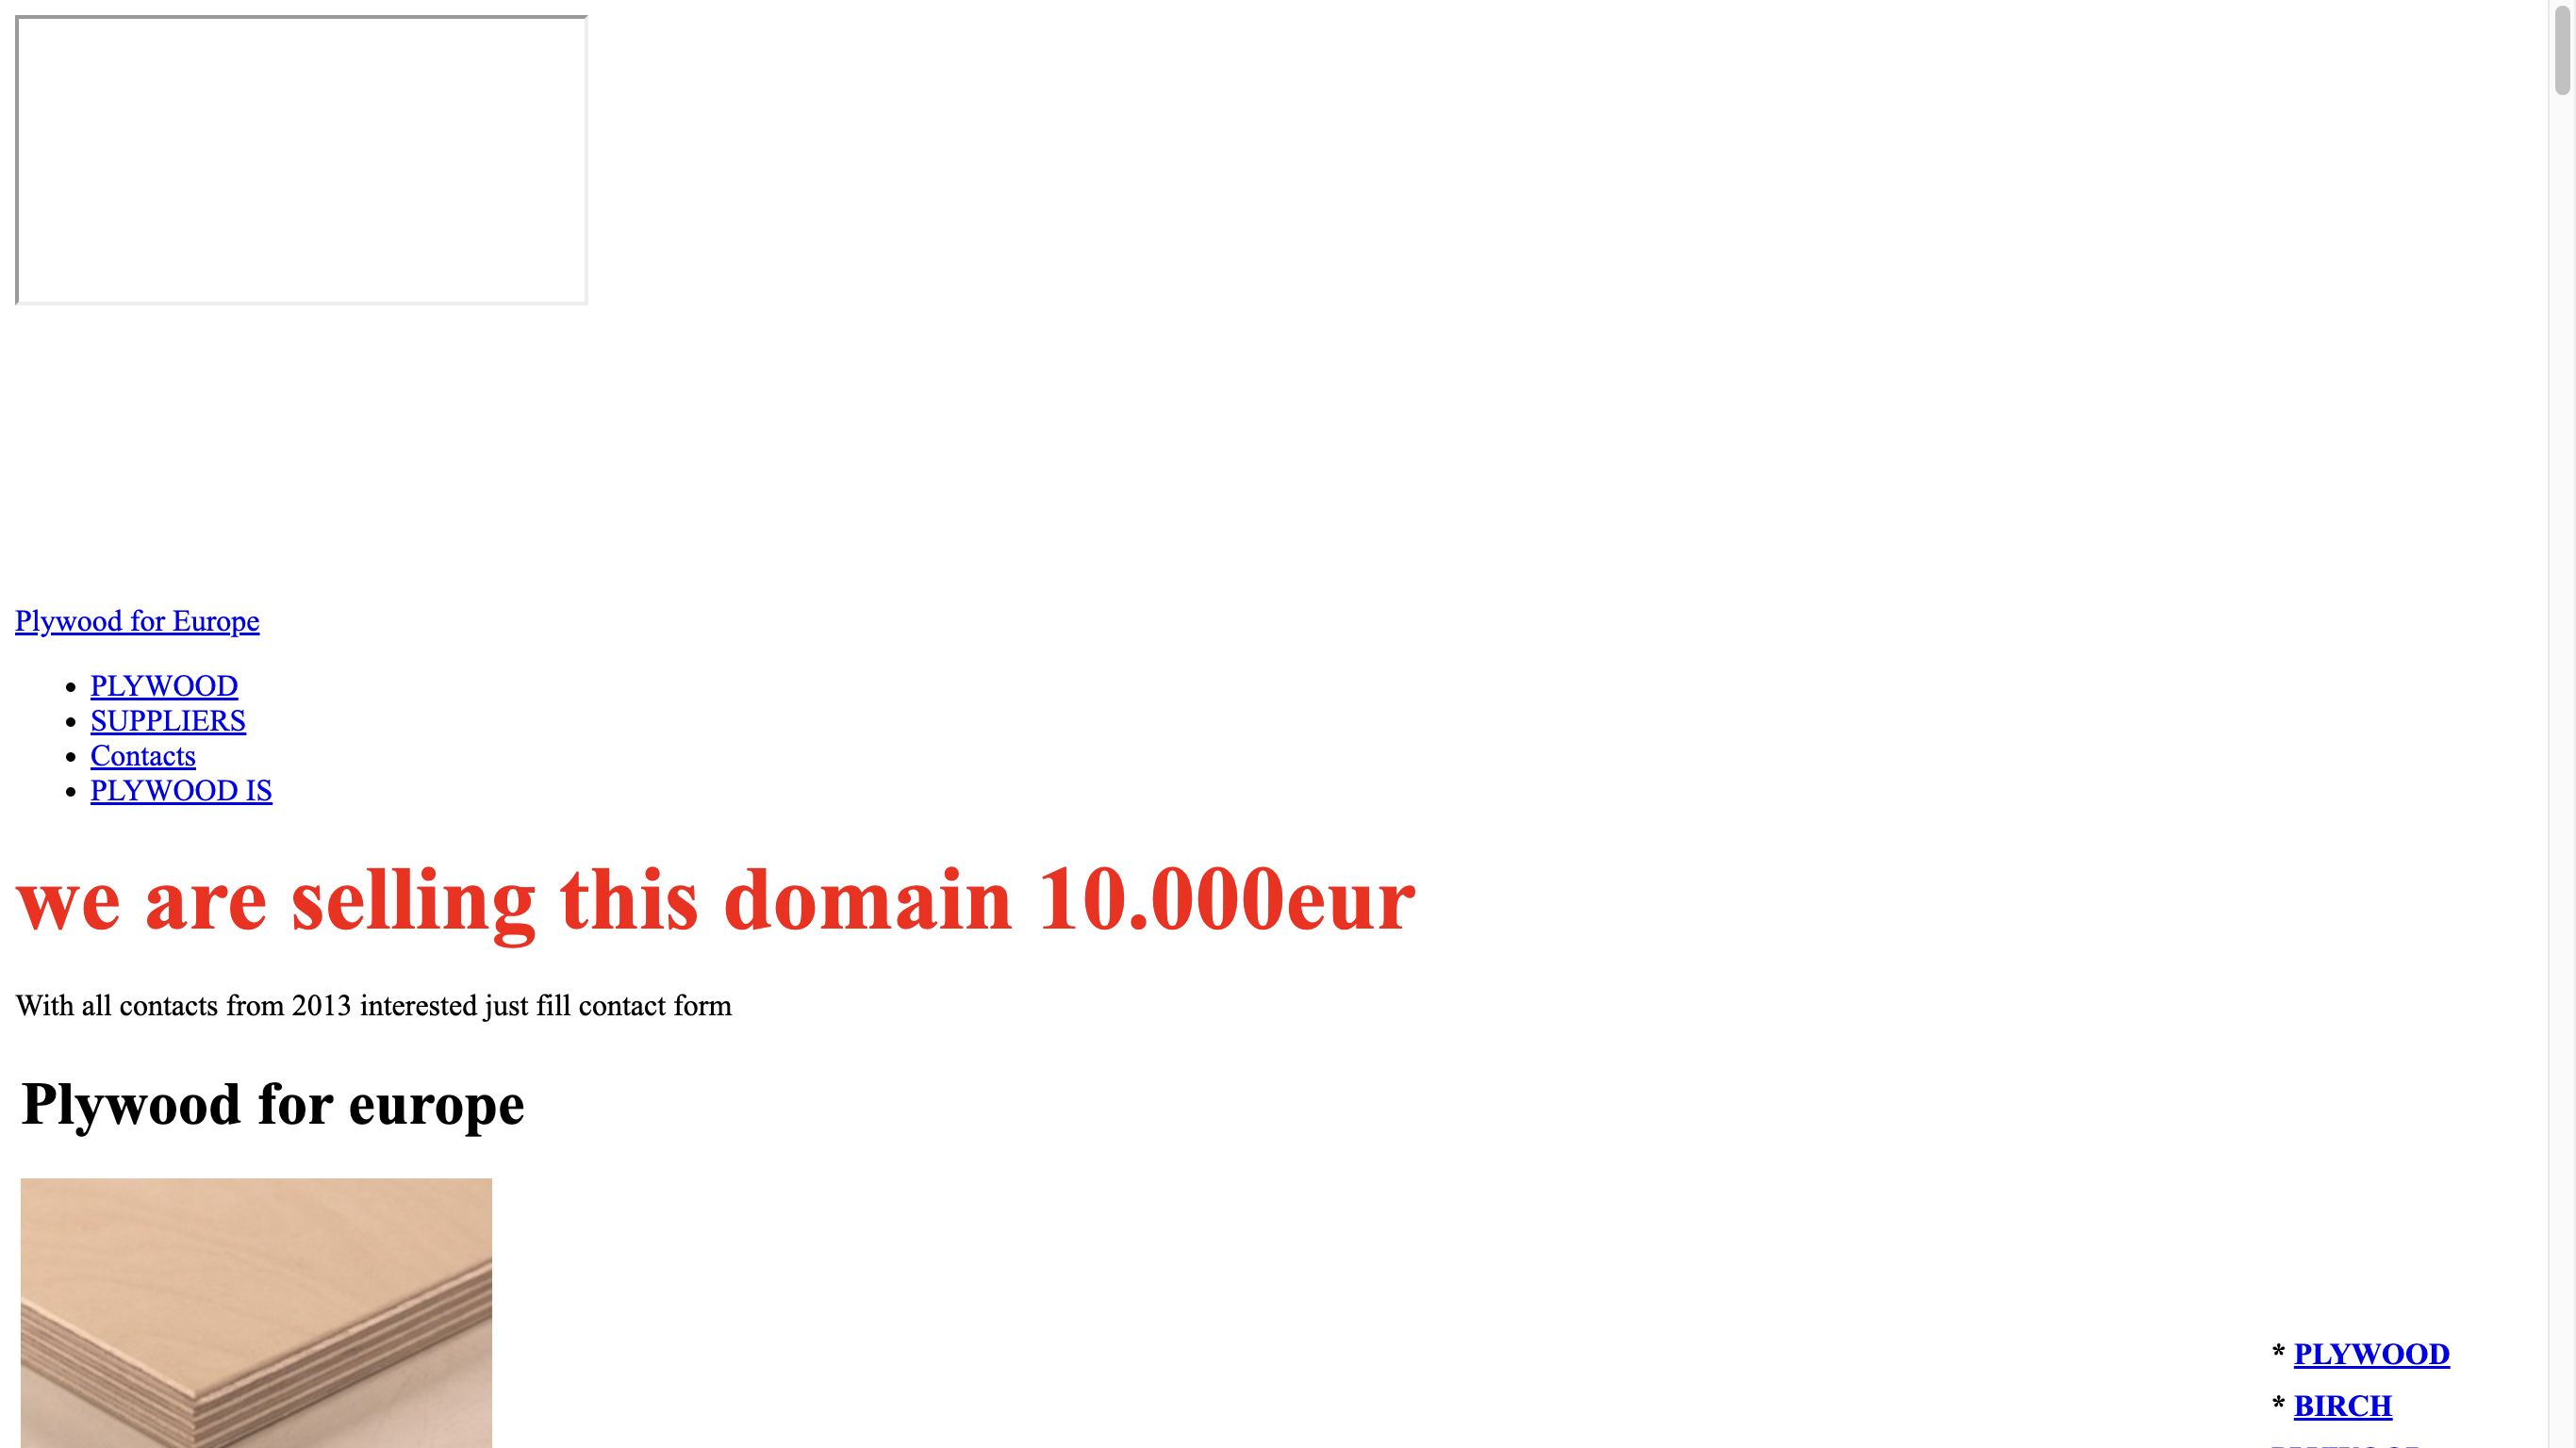 Plywood for Europe
PLYWOOD
SUPPLIERS
Contacts
PLYWOOD IS
we are selling this domain 10.000eur
With all contacts from 2013 interested just fill contact form
Plywood for europe
* PLYWOOD
* BIRCH